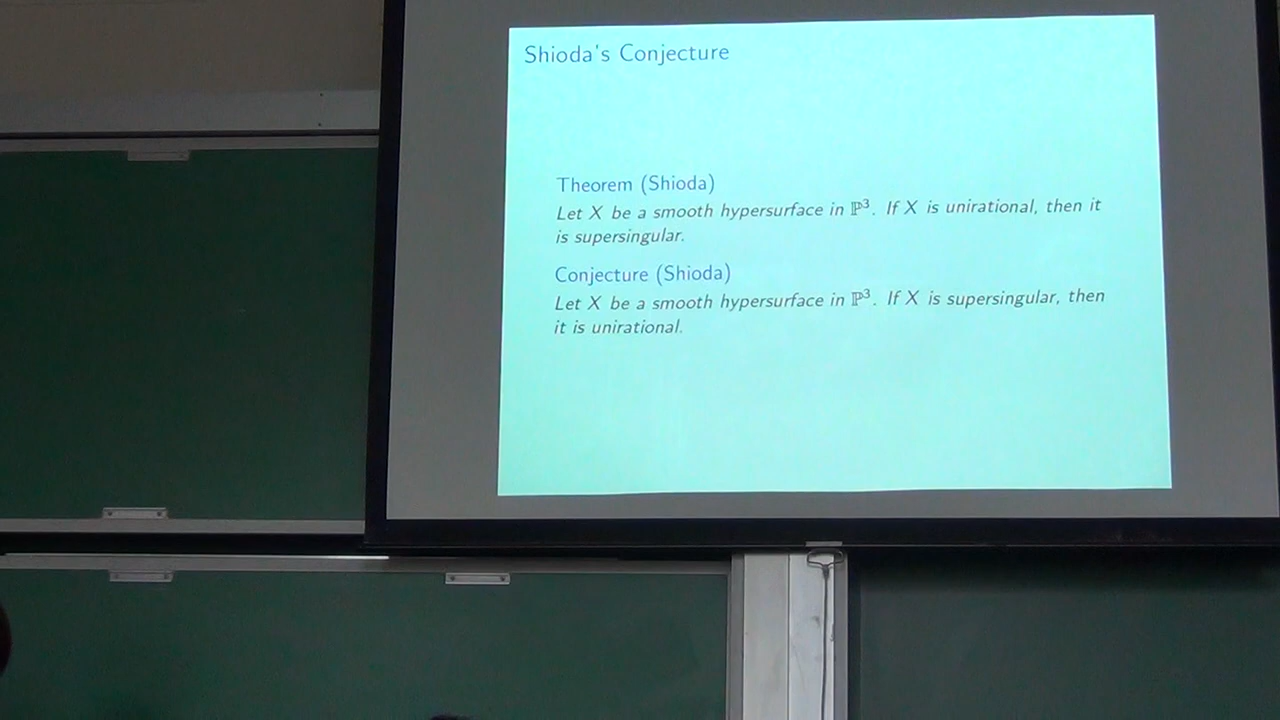 Shioda's Conjecture
Theorem (Shioda)
Let X be a smooth hypersurface in ℙ³. If X is unirational, then it
is supersingular.
Conjecture (Shioda)
Let X be a smooth hypersurface in ℙ³. If X is supersingular, then
it is unirational.